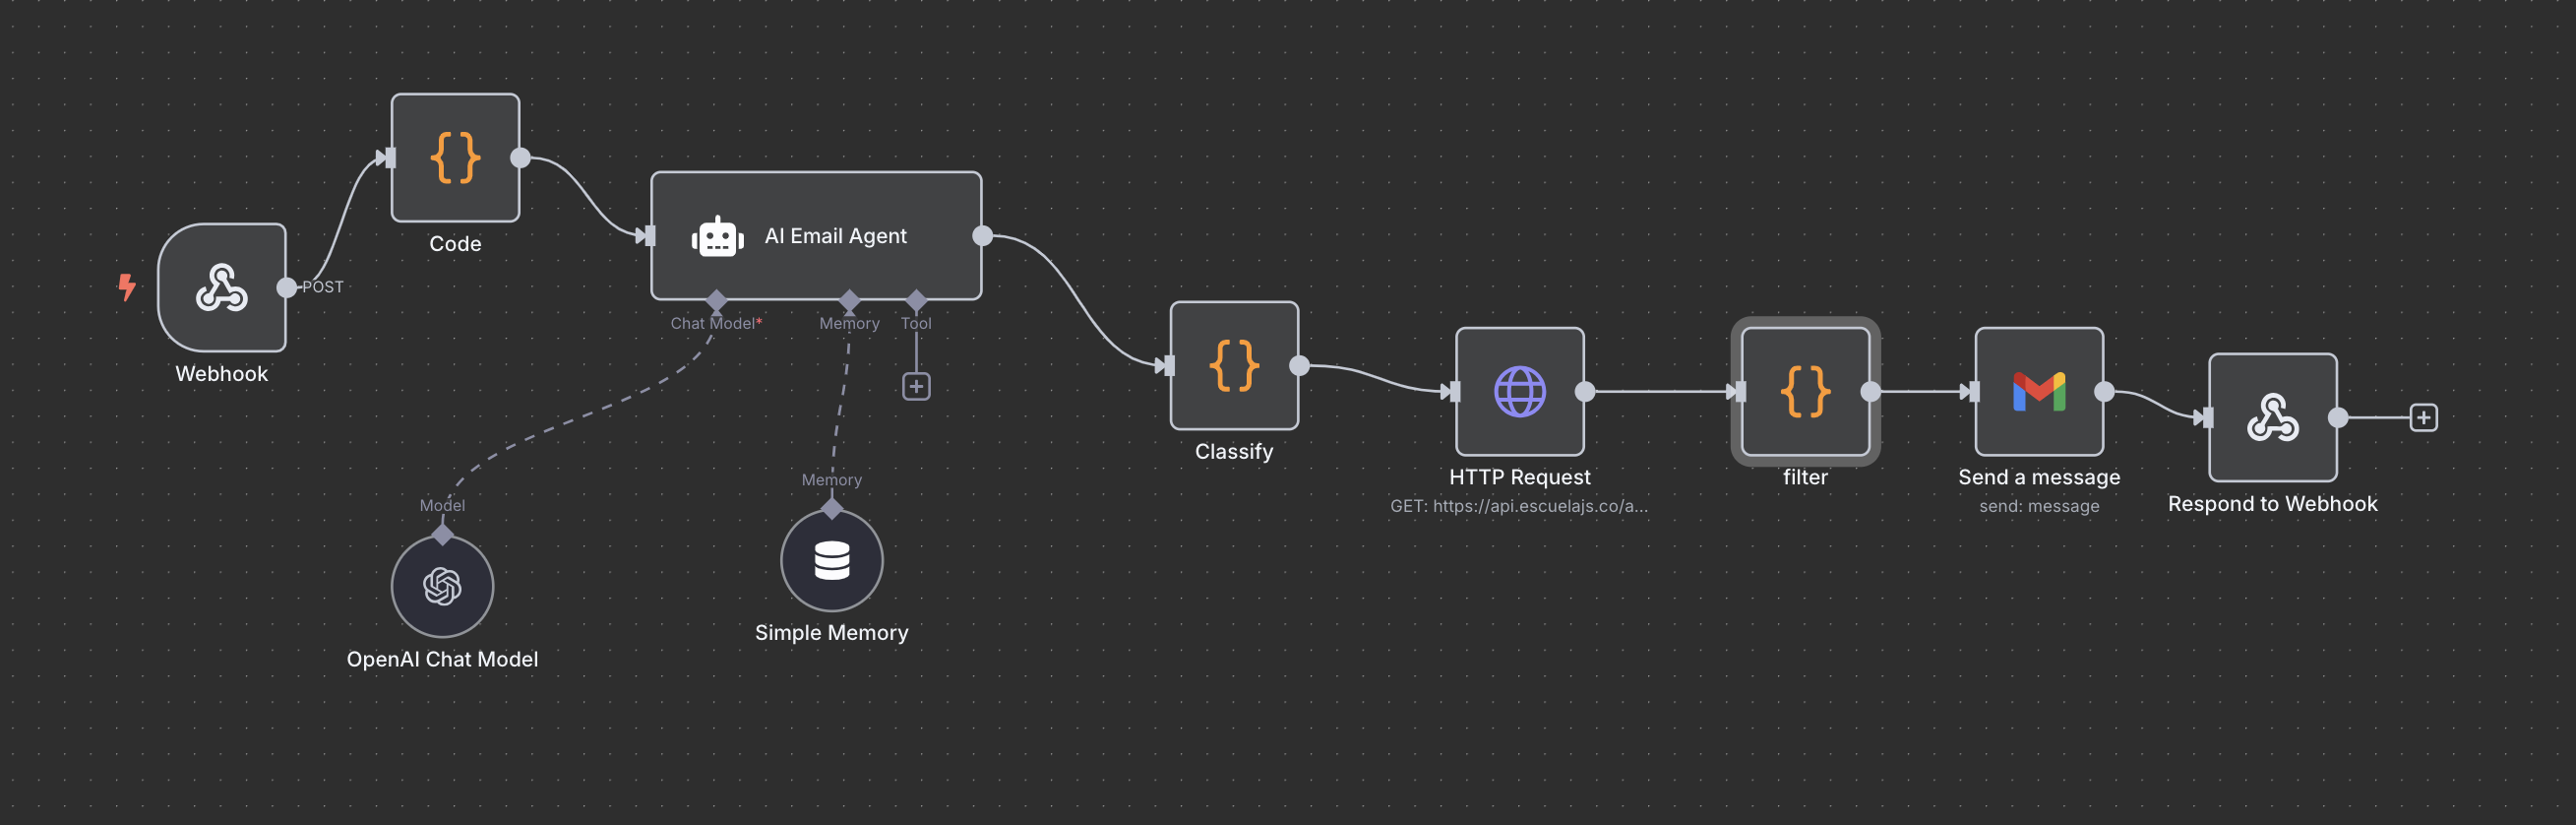 POST
Webhook
Code
AI Email Agent
Chat Model*
Memory
Tool
Model
OpenAI Chat Model
Memory
Simple Memory
Classify
HTTP Request
GET: https://api.escuelajs.co/a...
filter
Send a message
send: message
Respond to Webhook